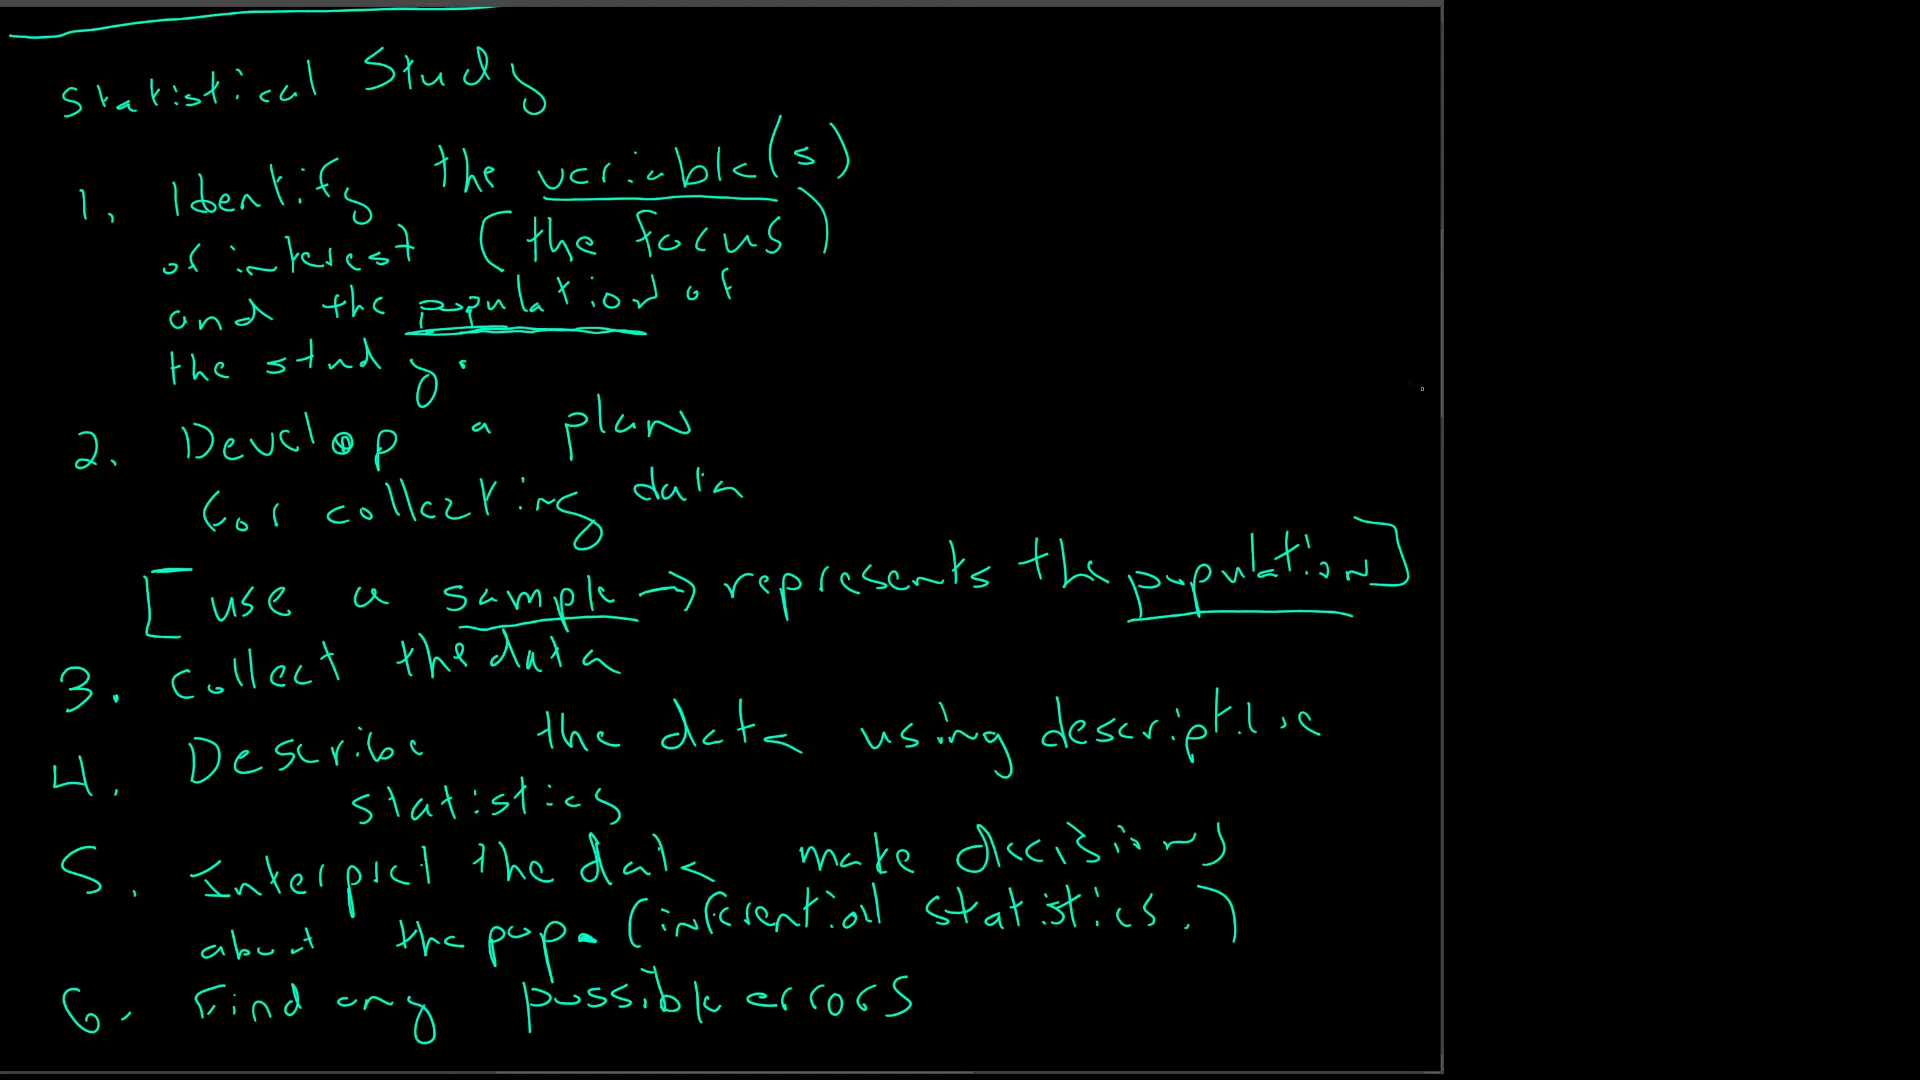 Statistical Study
1. Identify the variable(s)
of interest (the focus)
and the population of
the study.
2. Develop a plan
for collecting data
[use a sample → represents the population]
3. Collect the data
4. Describe the data using descriptive
statistics
5. Interpret the data make decisions
about the pop. (inferential statistics.)
6. Find any possible errors